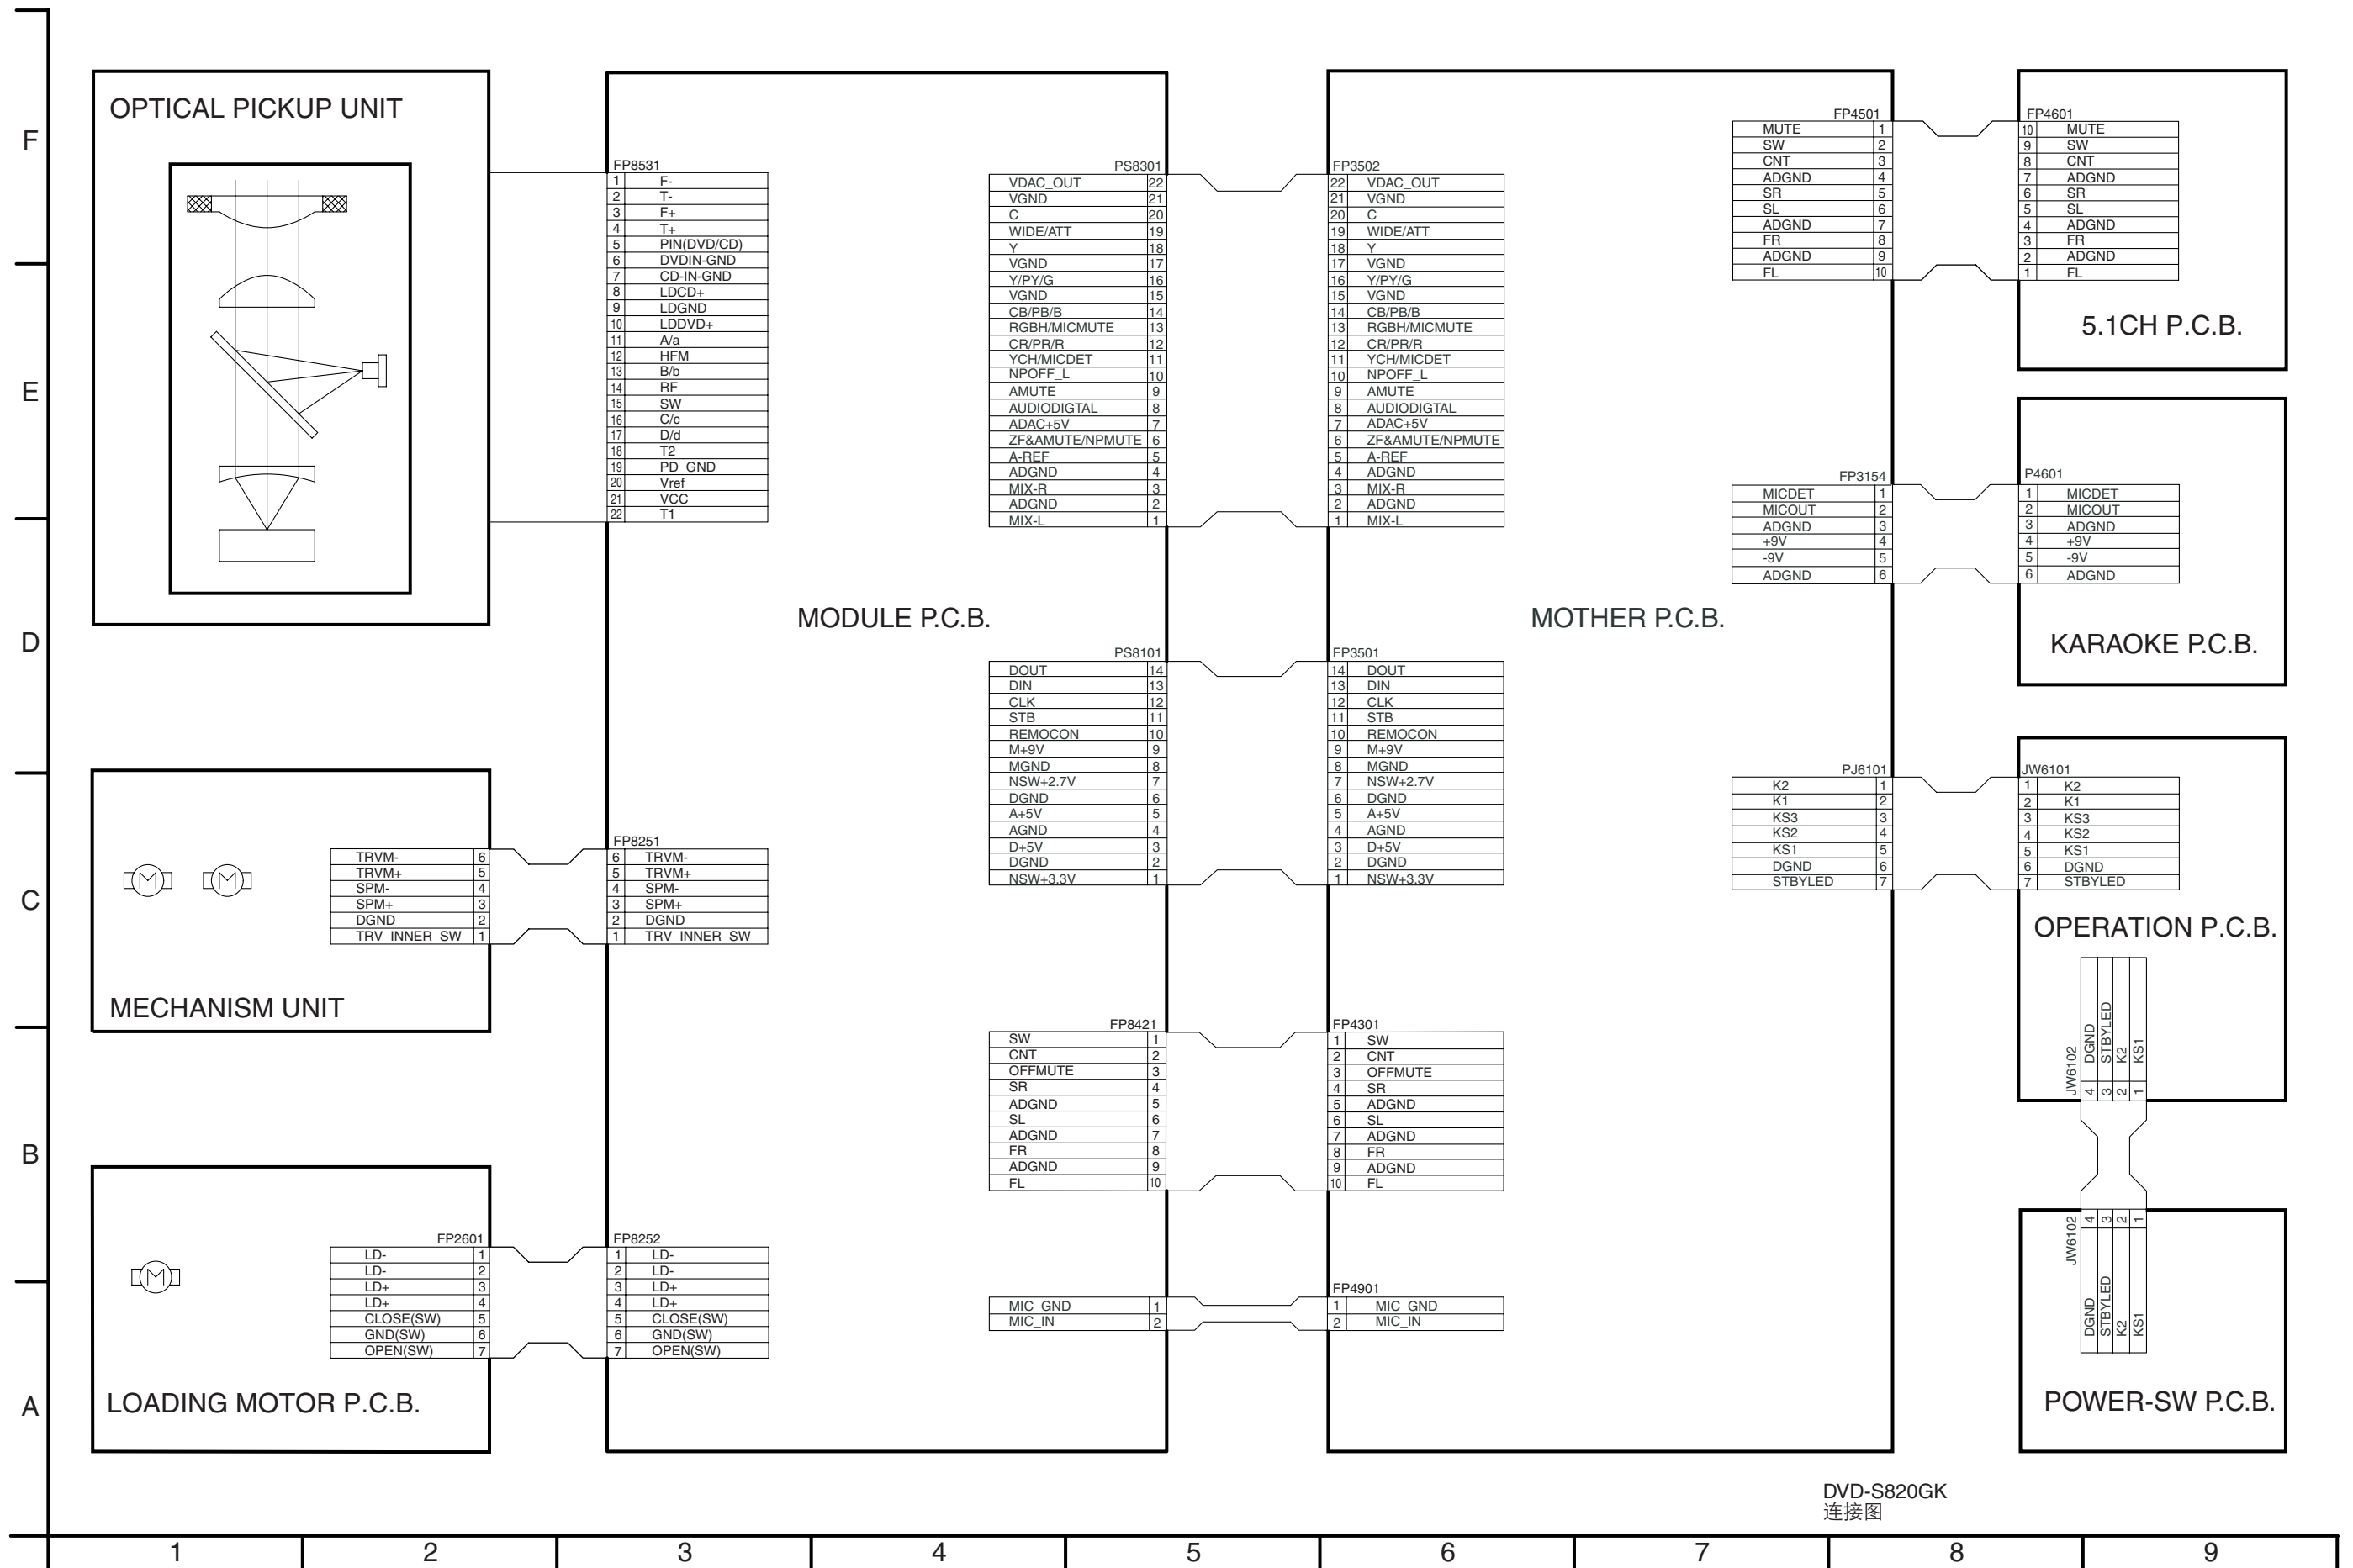 F
E
D
C
B
A
OPTICAL PICKUP UNIT
FP8531
1 F-
2 T-
3 F+
4 T+
5 PIN(DVD/CD)
6 DVDIN-GND
7 CD-IN-GND
8 LDCD+
9 LDGND
10 LDDVD+
11 A/a
12 HFM
13 B/b
14 RF
15 SW
16 C/c
17 D/d
18 T2
19 PD_GND
20 Vref
21 VCC
22 T1
MECHANISM UNIT
M M
TRVM- 6
TRVM+ 5
SPM- 4
SPM+ 3
DGND 2
TRV_INNER_SW 1
FP8251
6 TRVM-
5 TRVM+
4 SPM-
3 SPM+
2 DGND
1 TRV_INNER_SW
LOADING MOTOR P.C.B.
M
FP2601
LD- 1
LD- 2
LD+ 3
LD+ 4
CLOSE(SW) 5
GND(SW) 6
OPEN(SW) 7
FP8252
1 LD-
2 LD-
3 LD+
4 LD+
5 CLOSE(SW)
6 GND(SW)
7 OPEN(SW)
MODULE P.C.B.
PS8301
VDAC_OUT 22
VGND 21
C 20
WIDE/ATT 19
Y 18
VGND 17
Y/PY/G 16
VGND 15
CB/PB/B 14
RGBH/MICMUTE 13
CR/PR/R 12
YCH/MICDET 11
NPOFF_L 10
AMUTE 9
AUDIODIGTAL 8
ADAC+5V 7
ZF&AMUTE/NPMUTE 6
A-REF 5
ADGND 4
MIX-R 3
ADGND 2
MIX-L 1
FP3502
22 VDAC_OUT
21 VGND
20 C
19 WIDE/ATT
18 Y
17 VGND
16 Y/PY/G
15 VGND
14 CB/PB/B
13 RGBH/MICMUTE
12 CR/PR/R
11 YCH/MICDET
10 NPOFF_L
9 AMUTE
8 AUDIODIGTAL
7 ADAC+5V
6 ZF&AMUTE/NPMUTE
5 A-REF
4 ADGND
3 MIX-R
2 ADGND
1 MIX-L
PS8101
DOUT 14
DIN 13
CLK 12
STB 11
REMOCON 10
M+9V 9
MGND 8
NSW+2.7V 7
DGND 6
A+5V 5
AGND 4
D+5V 3
DGND 2
NSW+3.3V 1
FP3501
14 DOUT
13 DIN
12 CLK
11 STB
10 REMOCON
9 M+9V
8 MGND
7 NSW+2.7V
6 DGND
5 A+5V
4 AGND
3 D+5V
2 DGND
1 NSW+3.3V
FP8421
SW 1
CNT 2
OFFMUTE 3
SR 4
ADGND 5
SL 6
ADGND 7
FR 8
ADGND 9
FL 10
FP4301
1 SW
2 CNT
3 OFFMUTE
4 SR
5 ADGND
6 SL
7 ADGND
8 FR
9 ADGND
10 FL
MIC_GND 1
MIC_IN 2
FP4901
1 MIC_GND
2 MIC_IN
MOTHER P.C.B.
FP4501
MUTE 1
SW 2
CNT 3
ADGND 4
SR 5
SL 6
ADGND 7
FR 8
ADGND 9
FL 10
FP4601
10 MUTE
9 SW
8 CNT
7 ADGND
6 SR
5 SL
4 ADGND
3 FR
2 ADGND
1 FL
5.1CH P.C.B.
FP3154
MICDET 1
MICOUT 2
ADGND 3
+9V 4
-9V 5
ADGND 6
P4601
1 MICDET
2 MICOUT
3 ADGND
4 +9V
5 -9V
6 ADGND
KARAOKE P.C.B.
PJ6101
K2 1
K1 2
KS3 3
KS2 4
KS1 5
DGND 6
STBYLED 7
JW6101
1 K2
2 K1
3 KS3
4 KS2
5 KS1
6 DGND
7 STBYLED
OPERATION P.C.B.
JW6102
4 DGND
3 STBYLED
2 K2
1 KS1
JW6102
4 DGND
3 STBYLED
2 K2
1 KS1
POWER-SW P.C.B.
DVD-S820GK
连接图
1 2 3 4 5 6 7 8 9